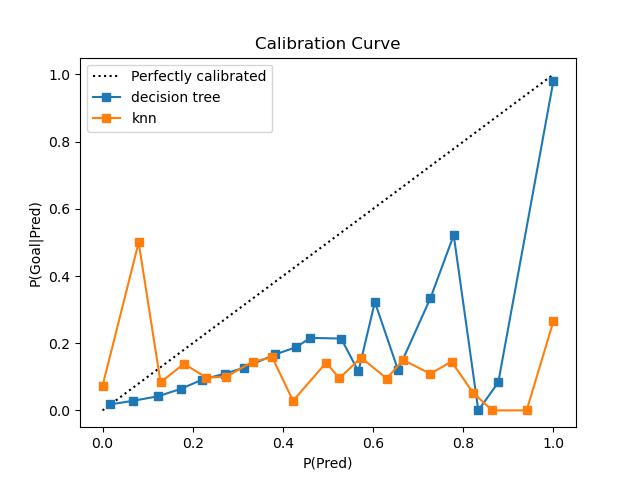 Calibration Curve
Perfectly calibrated
decision tree
knn
P(Goal|Pred)
1.0
0.8
0.6
0.4
0.2
0.0
0.0 0.2 0.4 0.6 0.8 1.0
P(Pred)